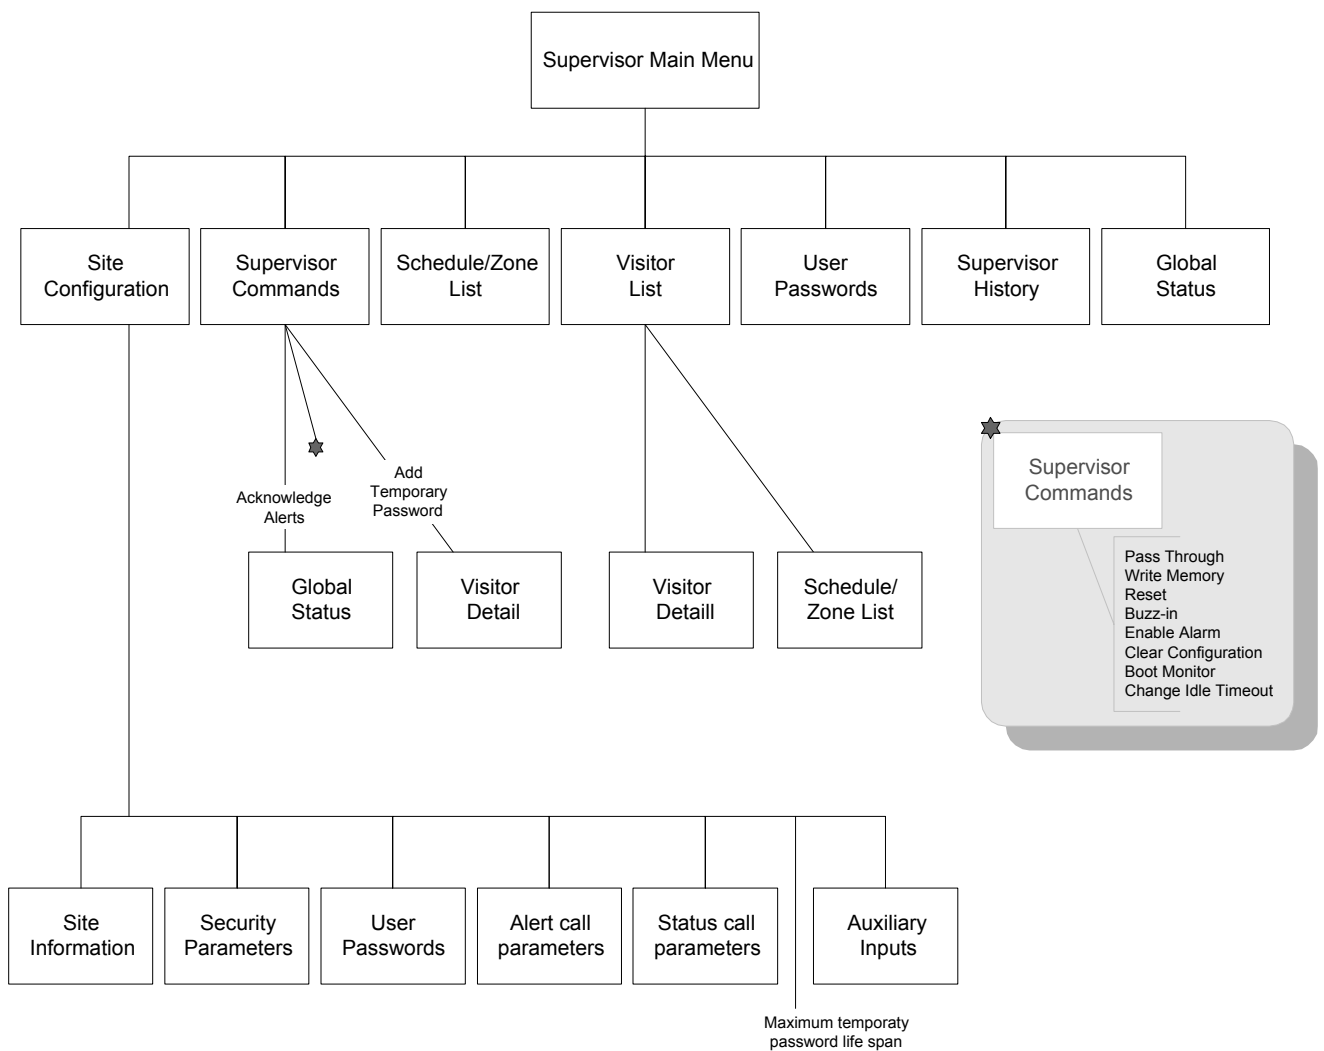 Supervisor Main Menu
Site
Configuration
Supervisor
Commands
Schedule/Zone
List
Visitor
List
User
Passwords
Supervisor
History
Global
Status
Acknowledge
Alerts
Add
Temporary
Password
Global
Status
Visitor
Detail
Visitor
Detaill
Schedule/
Zone List
Supervisor
Commands
Pass Through
Write Memory
Reset
Buzz-in
Enable Alarm
Clear Configuration
Boot Monitor
Change Idle Timeout
Site
Information
Security
Parameters
User
Passwords
Alert call
parameters
Status call
parameters
Auxiliary
Inputs
Maximum temporaty
password life span